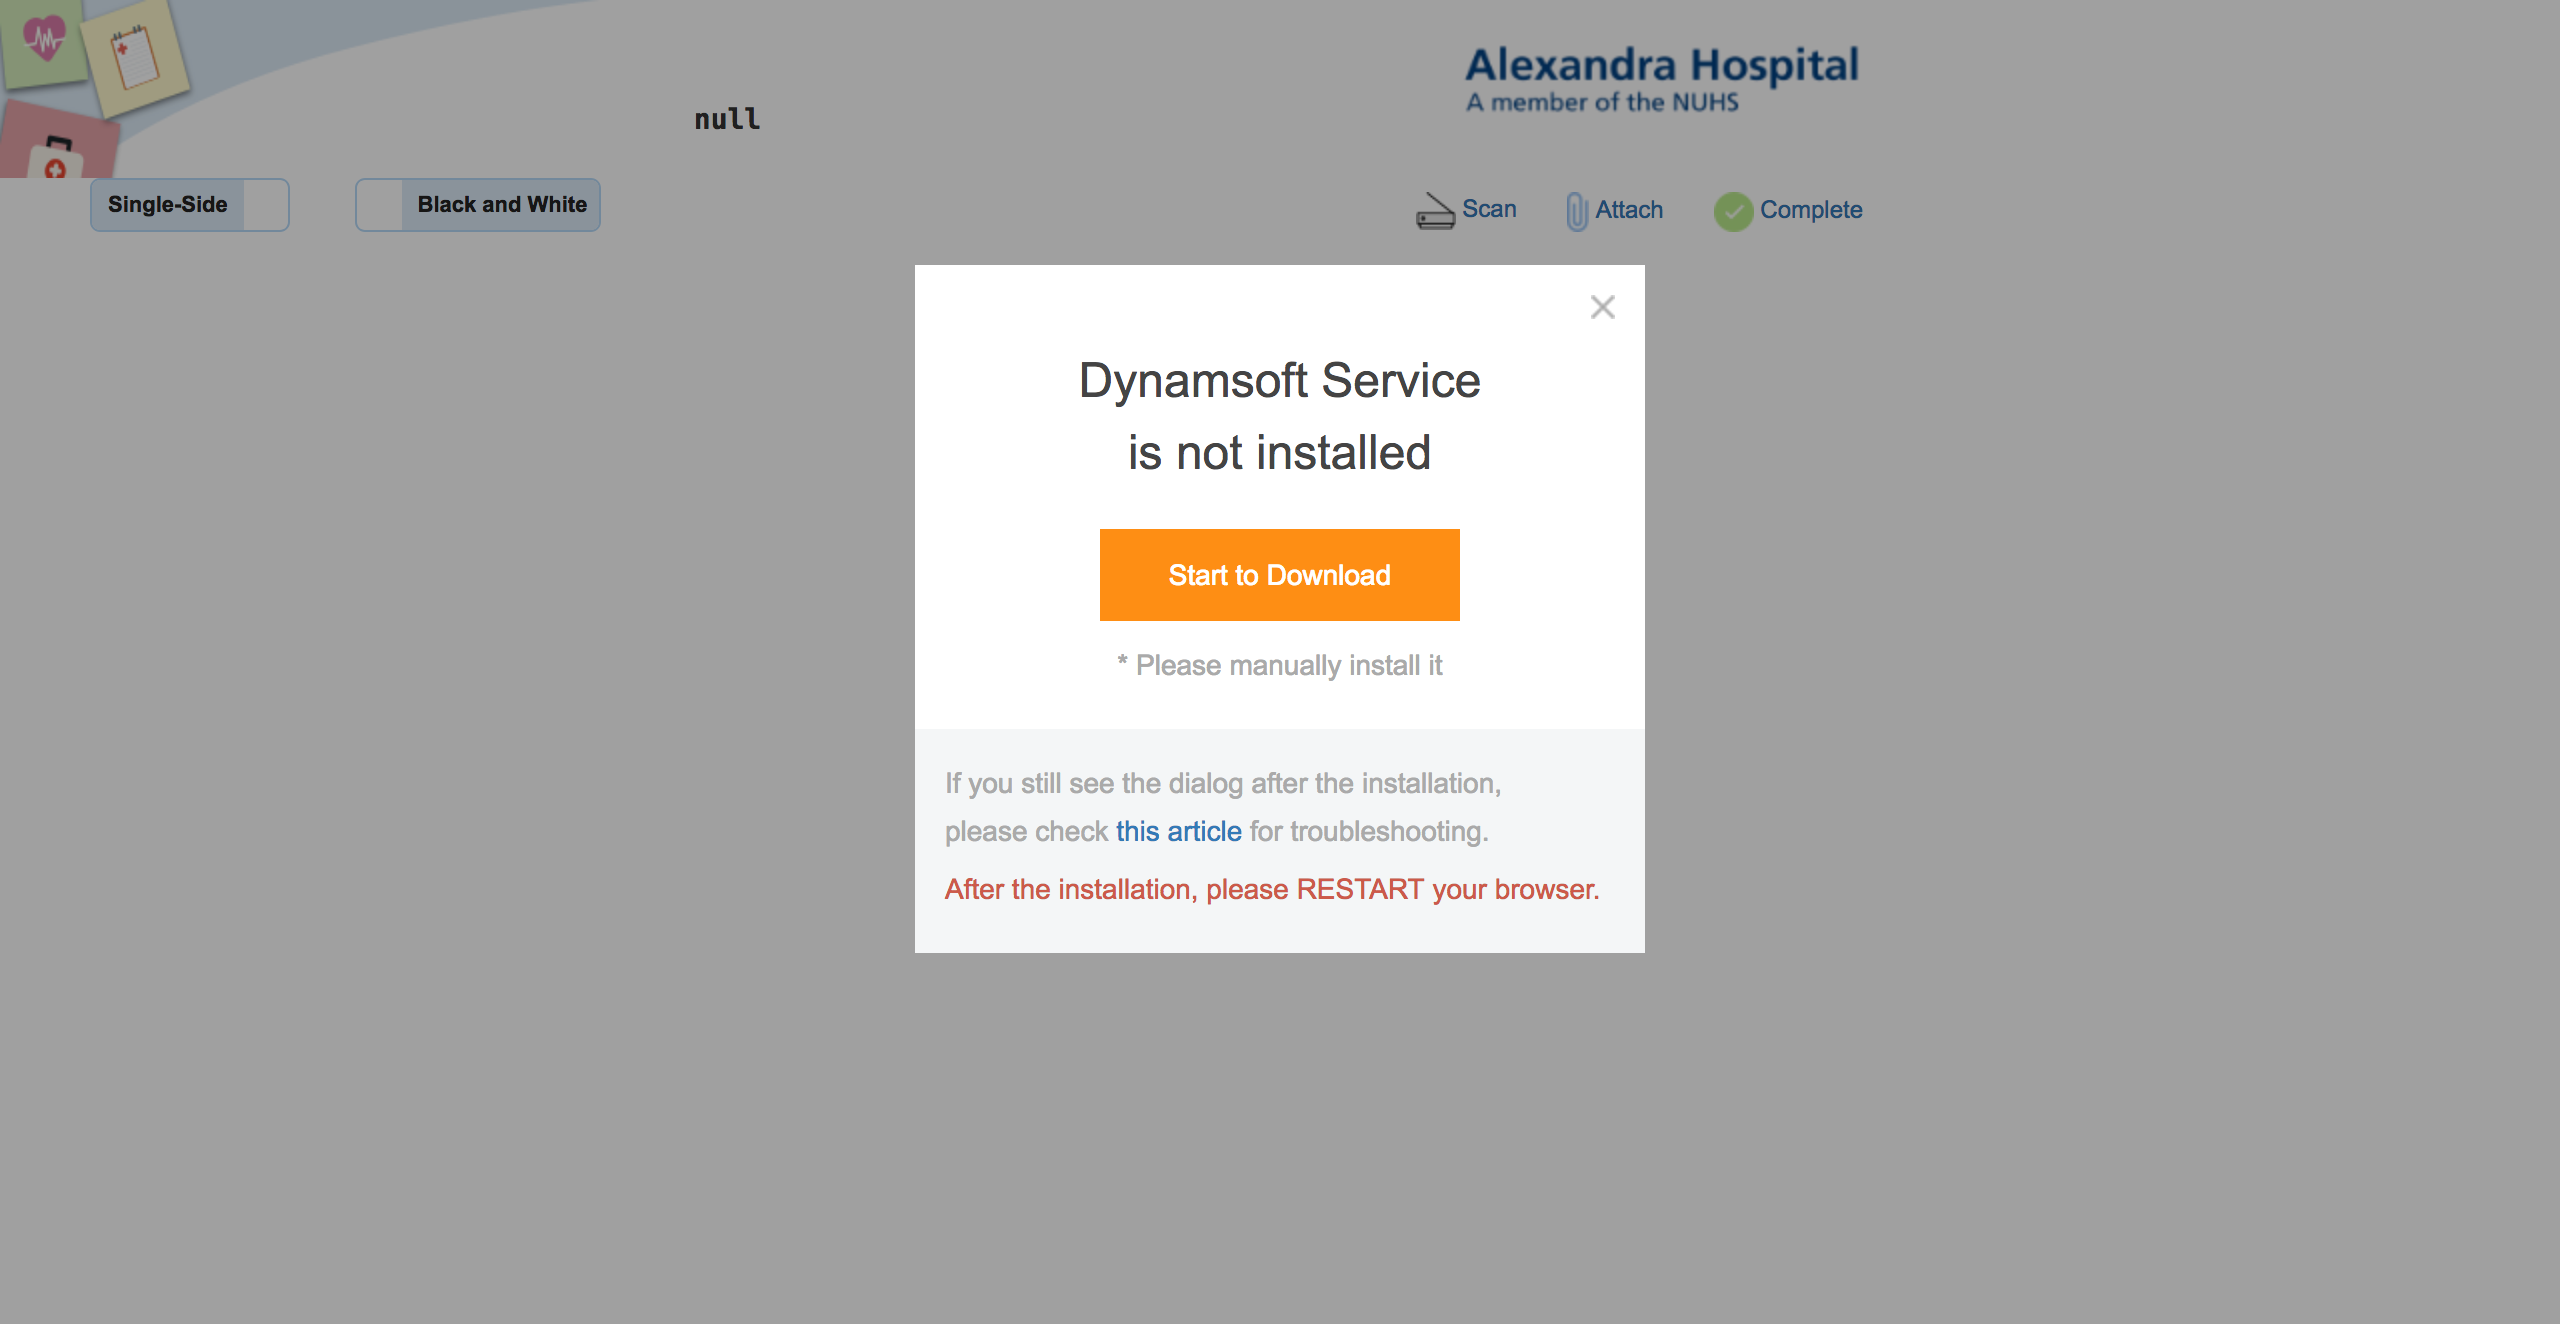 Alexandra Hospital
A member of the NUHS
null
Single-Side
Black and White
Scan
Attach
Complete
Dynamsoft Service
is not installed
Start to Download
* Please manually install it
If you still see the dialog after the installation,
please check this article for troubleshooting.
After the installation, please RESTART your browser.